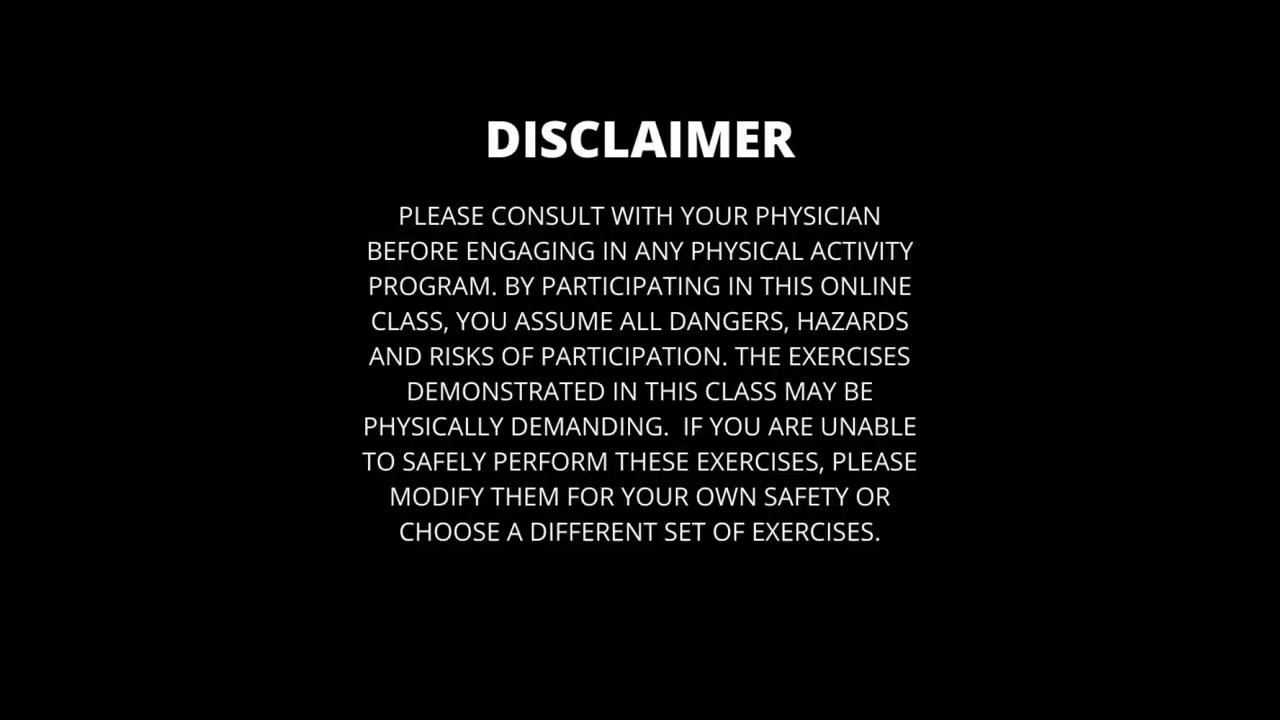 DISCLAIMER
PLEASE CONSULT WITH YOUR PHYSICIAN
BEFORE ENGAGING IN ANY PHYSICAL ACTIVITY
PROGRAM. BY PARTICIPATING IN THIS ONLINE
CLASS, YOU ASSUME ALL DANGERS, HAZARDS
AND RISKS OF PARTICIPATION. THE EXERCISES
DEMONSTRATED IN THIS CLASS MAY BE
PHYSICALLY DEMANDING.  IF YOU ARE UNABLE
TO SAFELY PERFORM THESE EXERCISES, PLEASE
MODIFY THEM FOR YOUR OWN SAFETY OR
CHOOSE A DIFFERENT SET OF EXERCISES.